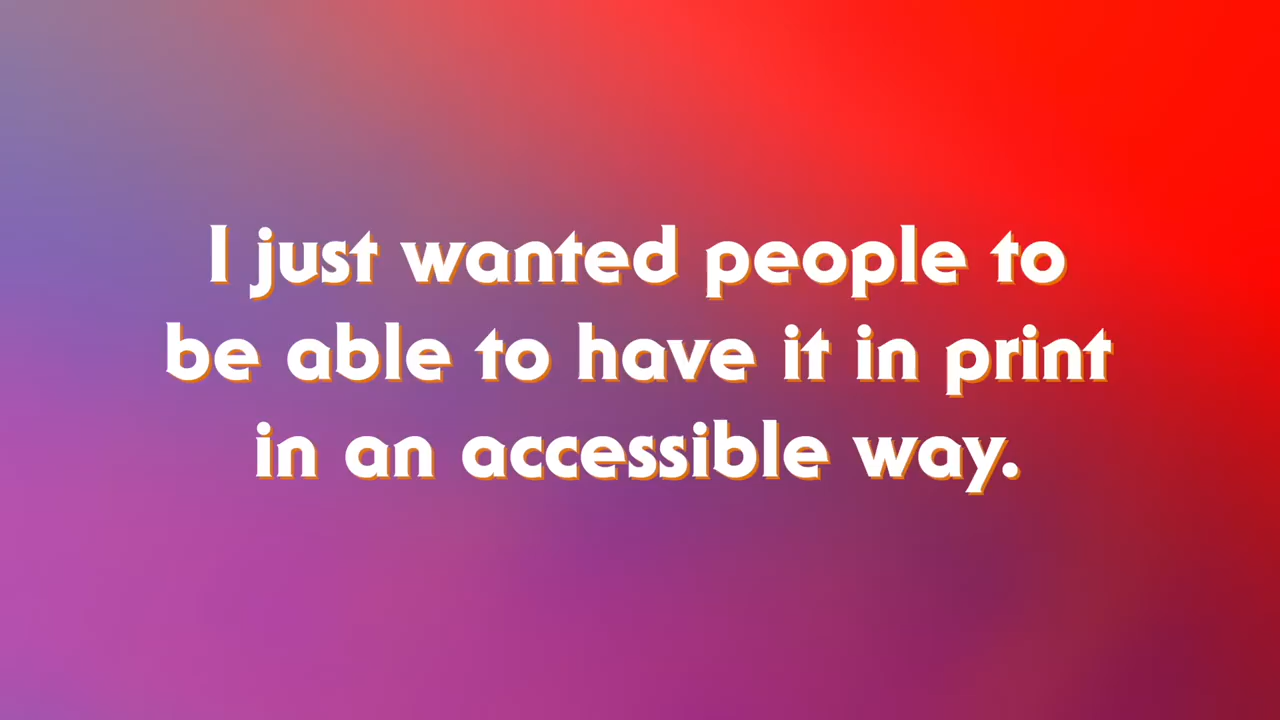 I just wanted people to
be able to have it in print
in an accessible way.